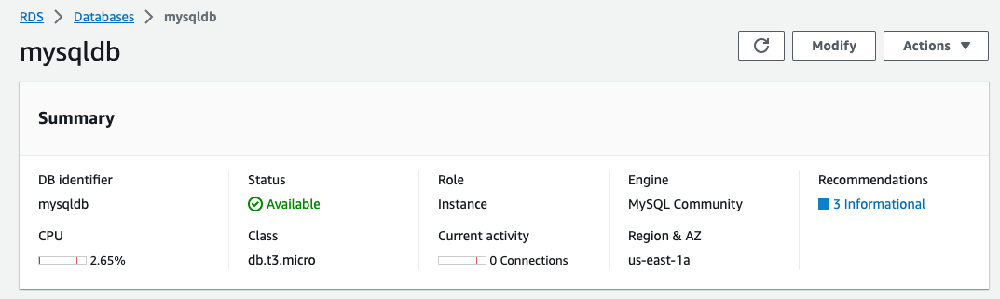 RDS > Databases > mysqldb
mysqldb
Modify
Actions
Summary
DB identifier
mysqldb
Status
Available
Role
Instance
Engine
MySQL Community
Recommendations
3 Informational
CPU
2.65%
Class
db.t3.micro
Current activity
0 Connections
Region & AZ
us-east-1a